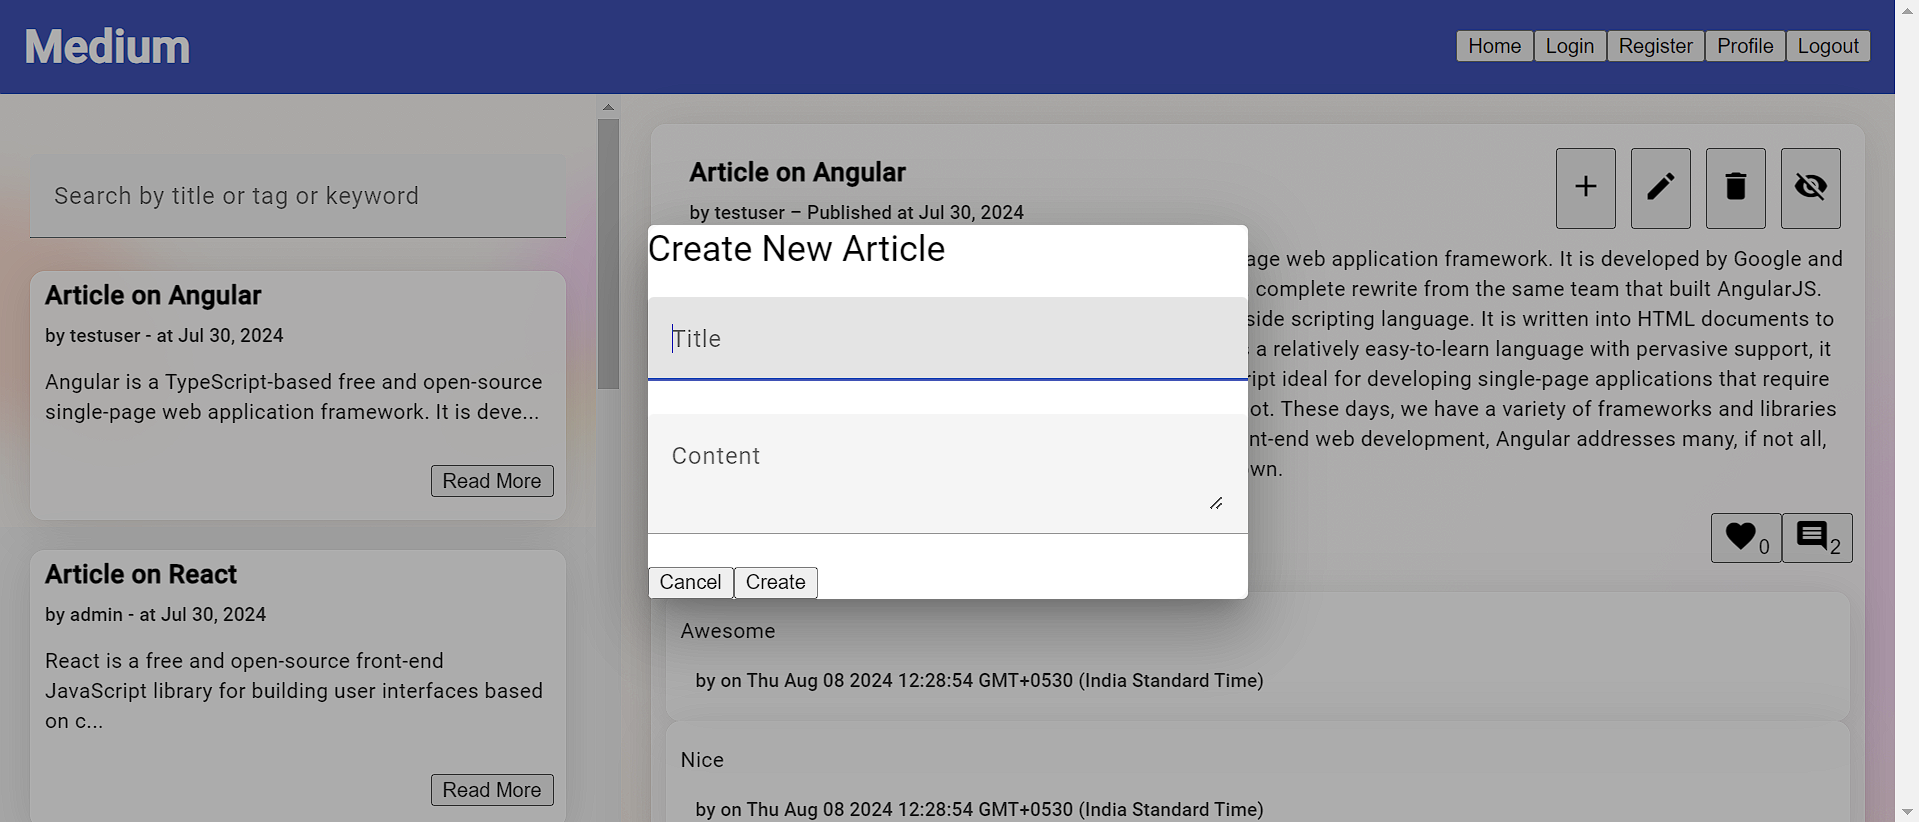 Medium
Home Login Register Profile Logout
Search by title or tag or keyword
Article on Angular
by testuser - at Jul 30, 2024
Angular is a TypeScript-based free and open-source
single-page web application framework. It is deve...
Read More
Article on React
by admin - at Jul 30, 2024
React is a free and open-source front-end
JavaScript library for building user interfaces based
on c...
Read More
Article on Angular
by testuser – Published at Jul 30, 2024
age web application framework. It is developed by Google and
complete rewrite from the same team that built AngularJS.
side scripting language. It is written into HTML documents to
a relatively easy-to-learn language with pervasive support, it
ript ideal for developing single-page applications that require
ot. These days, we have a variety of frameworks and libraries
nt-end web development, Angular addresses many, if not all,
wn.
0 2
Create New Article
Title
Content
Cancel Create
Awesome
by on Thu Aug 08 2024 12:28:54 GMT+0530 (India Standard Time)
Nice
by on Thu Aug 08 2024 12:28:54 GMT+0530 (India Standard Time)